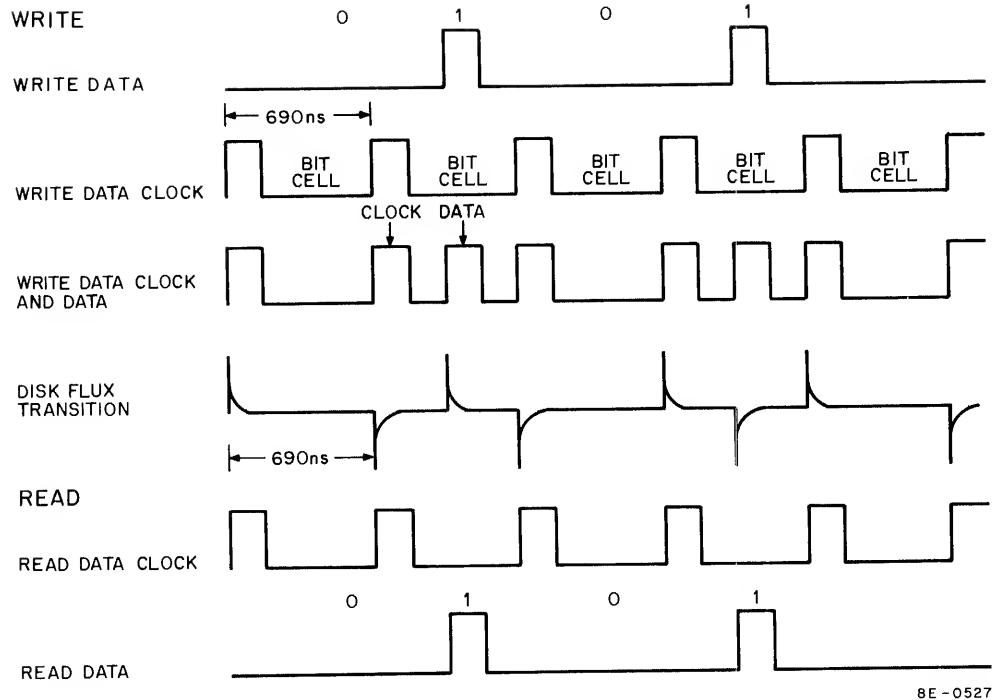 WRITE
0 1 0 1
WRITE DATA
690ns
BIT CELL BIT CELL BIT CELL BIT CELL BIT CELL
WRITE DATA CLOCK
CLOCK DATA
WRITE DATA CLOCK
AND DATA
DISK FLUX
TRANSITION
690ns
READ
READ DATA CLOCK
0 1 0 1
READ DATA
8E-0527